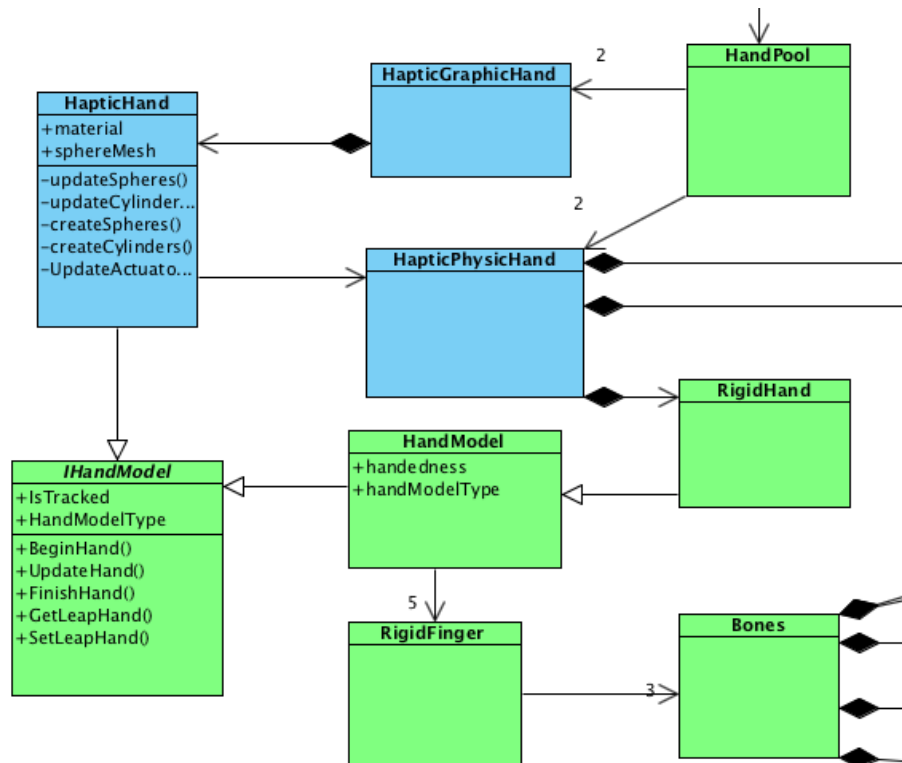 2
HandPool
HapticGraphicHand
HapticHand
+material
+sphereMesh
-updateSpheres()
-updateCylinder...
-createSpheres()
-createCylinders()
-UpdateActuato...
2
HapticPhysicHand
RigidHand
HandModel
+handedness
+handModelType
IHandModel
+IsTracked
+HandModelType
+BeginHand()
+UpdateHand()
+FinishHand()
+GetLeapHand()
+SetLeapHand()
5
RigidFinger
Bones
3